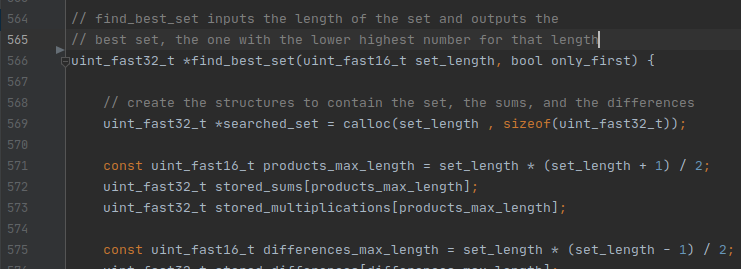 564 // find_best_set inputs the length of the set and outputs the
565 // best set, the one with the lower highest number for that length
566 uint_fast32_t *find_best_set(uint_fast16_t set_length, bool only_first) {
567
568 // create the structures to contain the set, the sums, and the differences
569 uint_fast32_t *searched_set = calloc(set_length , sizeof(uint_fast32_t));
570
571 const uint_fast16_t products_max_length = set_length * (set_length + 1) / 2;
572 uint_fast32_t stored_sums[products_max_length];
573 uint_fast32_t stored_multiplications[products_max_length];
574
575 const uint_fast16_t differences_max_length = set_length * (set_length - 1) / 2;